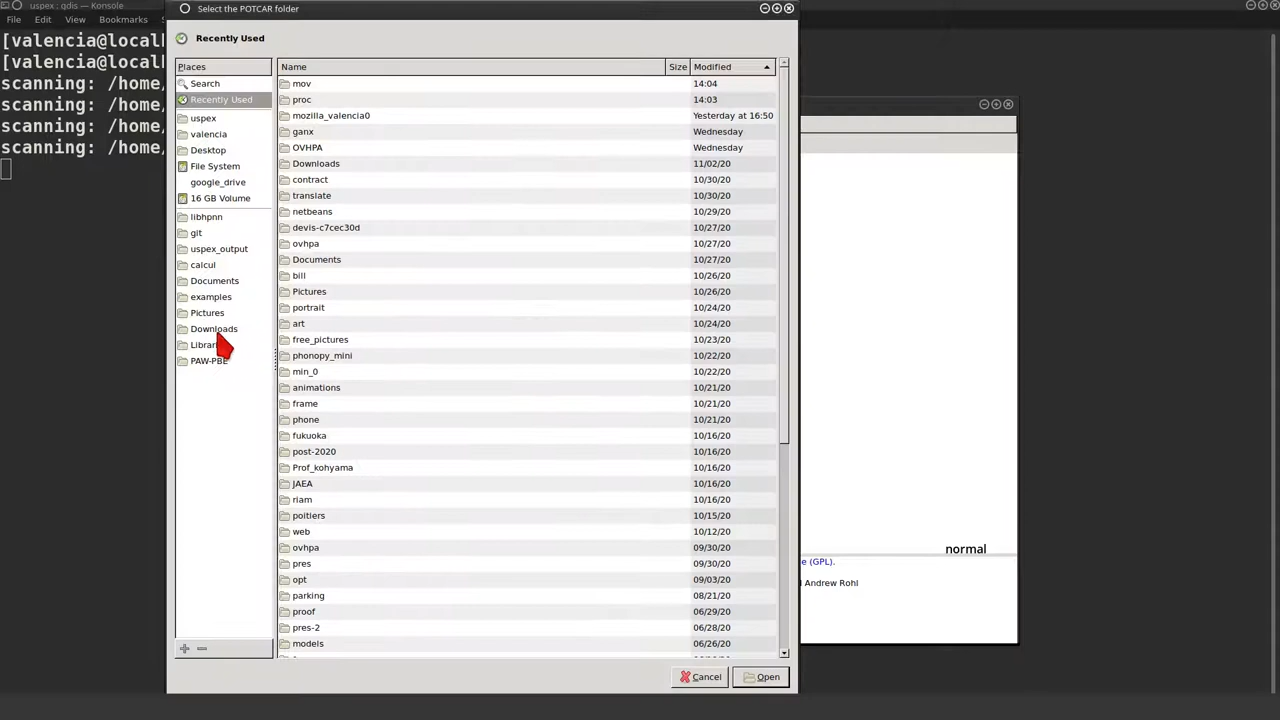 uspex : qdis - Konsole
File Edit View Bookmarks
[valencia@local
[valencia@local
scanning: /home/
scanning: /home/
scanning: /home/
scanning: /home/
Select the POTCAR folder
Recently Used
Places
Search
Recently Used
uspex
valencia
Desktop
File System
google_drive
16 GB Volume
libhpnn
git
uspex_output
calcul
Documents
examples
Pictures
Downloads
PAW-PBE
Name Size Modified
mov 14:04
proc 14:03
mozilla_valencia0 Yesterday at 16:50
ganx Wednesday
OVHPA Wednesday
Downloads 11/02/20
contract 10/30/20
translate 10/30/20
netbeans 10/29/20
devis-c7cec30d 10/27/20
ovhpa 10/27/20
Documents 10/27/20
bill 10/26/20
Pictures 10/26/20
portrait 10/24/20
art 10/24/20
free_pictures 10/23/20
phonopy_mini 10/22/20
min_0 10/22/20
animations 10/21/20
frame 10/21/20
phone 10/21/20
fukuoka 10/16/20
post-2020 10/16/20
Prof_kohyama 10/16/20
JAEA 10/16/20
riam 10/16/20
poitiers 10/15/20
web 10/12/20
ovhpa 09/30/20
pres 09/30/20
opt 09/03/20
parking 08/21/20
proof 06/29/20
pres-2 06/28/20
models 06/26/20
Cancel Open
normal
e (GPL).
Andrew Rohl